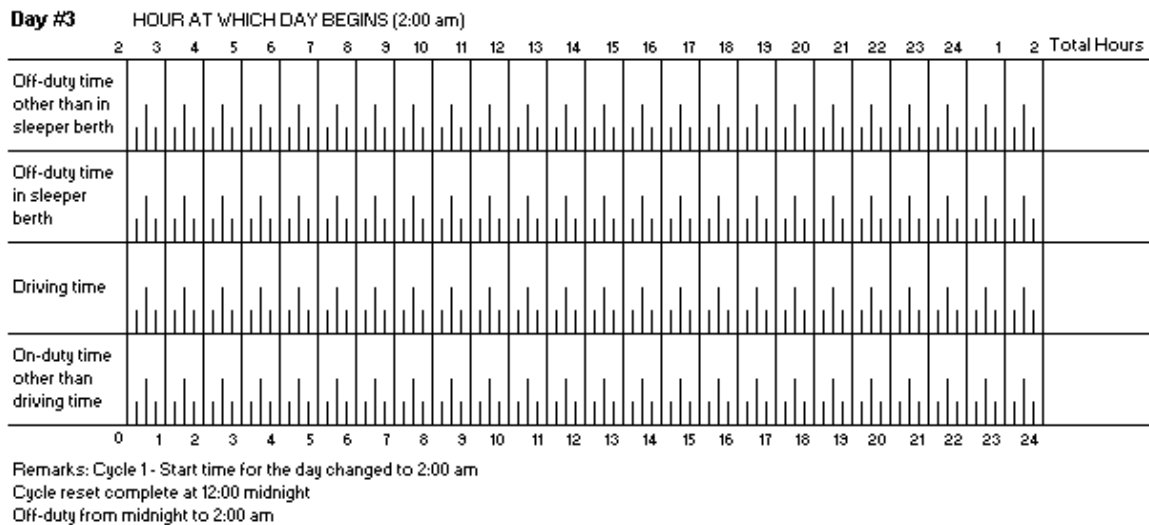 Day #3 HOUR AT WHICH DAY BEGINS (2:00 am)
2 3 4 5 6 7 8 9 10 11 12 13 14 15 16 17 18 19 20 21 22 23 24 1 2 Total Hours
Off-duty time
other than in
sleeper berth
Off-duty time
in sleeper
berth
Driving time
On-duty time
other than
driving time
0 1 2 3 4 5 6 7 8 9 10 11 12 13 14 15 16 17 18 19 20 21 22 23 24
Remarks: Cycle 1 - Start time for the day changed to 2:00 am
Cycle reset complete at 12:00 midnight
Off-duty from midnight to 2:00 am